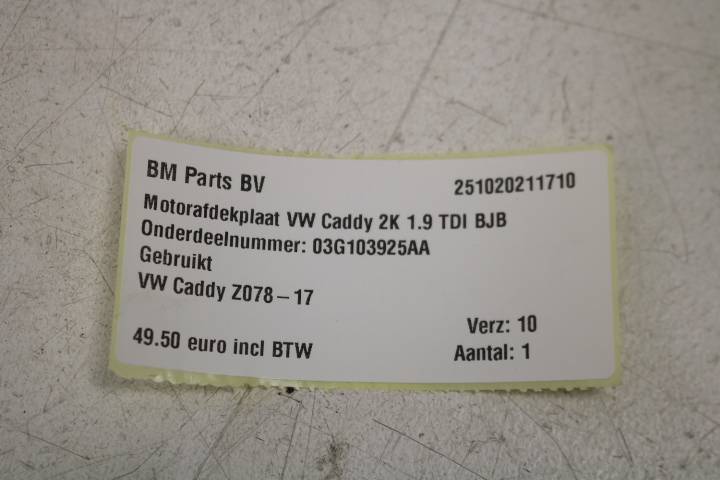 BM Parts BV 251020211710
Motorafdekplaat VW Caddy 2K 1.9 TDI BJB
Onderdeelnummer: 03G103925AA
Gebruikt
VW Caddy Z078-17
Verz: 10
49.50 euro incl BTW Aantal: 1